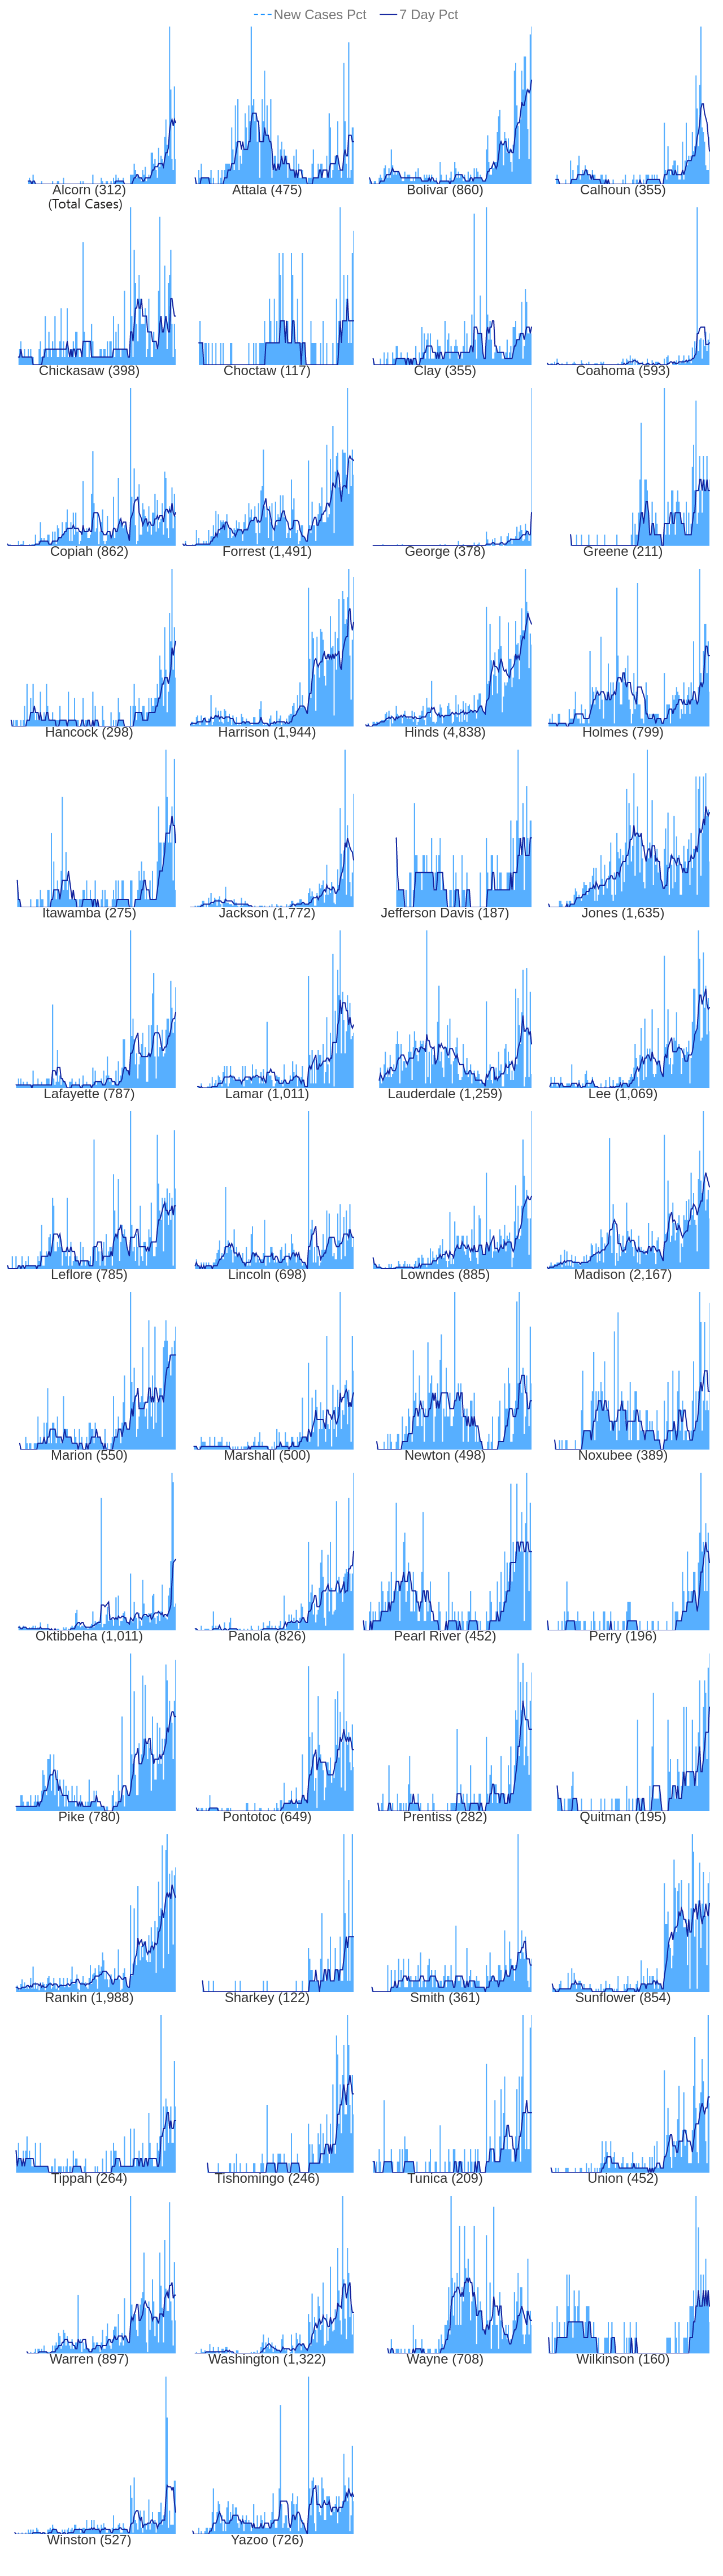 New Cases Pct 7 Day Pct
Alcorn (312) Attala (475) Bolivar (860) Calhoun (355)
(Total Cases)
Chickasaw (398) Choctaw (117) Clay (355) Coahoma (593)
Copiah (862) Forrest (1,491) George (378) Greene (211)
Hancock (298) Harrison (1,944) Hinds (4,838) Holmes (799)
Itawamba (275) Jackson (1,772) Jefferson Davis (187) Jones (1,635)
Lafayette (787) Lamar (1,011) Lauderdale (1,259) Lee (1,069)
Leflore (785) Lincoln (698) Lowndes (885) Madison (2,167)
Marion (550) Marshall (500) Newton (498) Noxubee (389)
Oktibbeha (1,011) Panola (826) Pearl River (452) Perry (196)
Pike (780) Pontotoc (649) Prentiss (282) Quitman (195)
Rankin (1,988) Sharkey (122) Smith (361) Sunflower (854)
Tippah (264) Tishomingo (246) Tunica (209) Union (452)
Warren (897) Washington (1,322) Wayne (708) Wilkinson (160)
Winston (527) Yazoo (726)